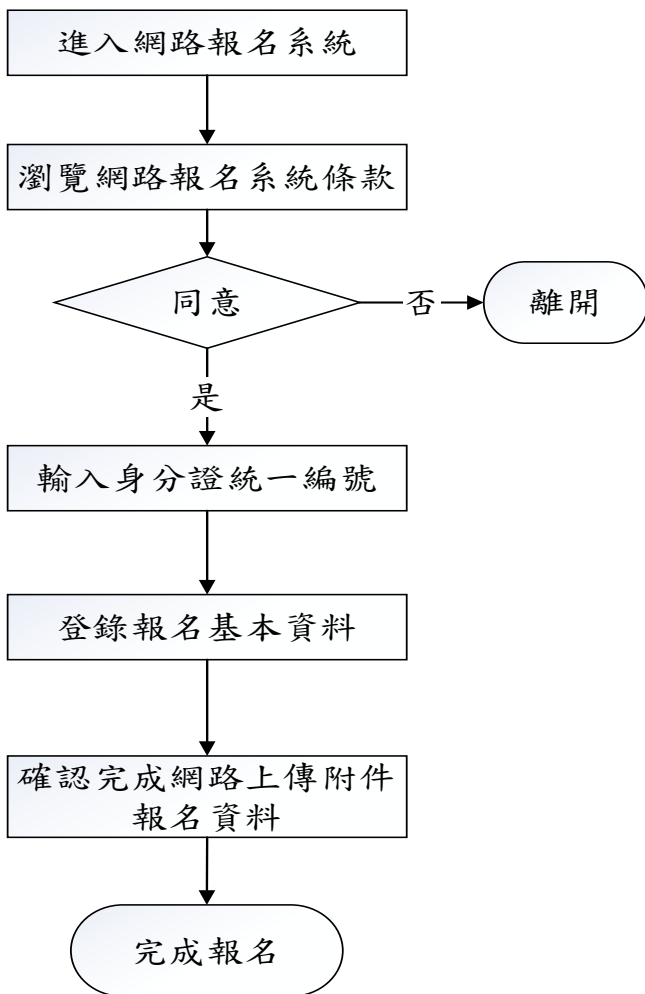 進入網路報名系統
瀏覽網路報名系統條款
同意
否
離開
是
輸入身分證統一編號
登錄報名基本資料
確認完成網路上傳附件
報名資料
完成報名